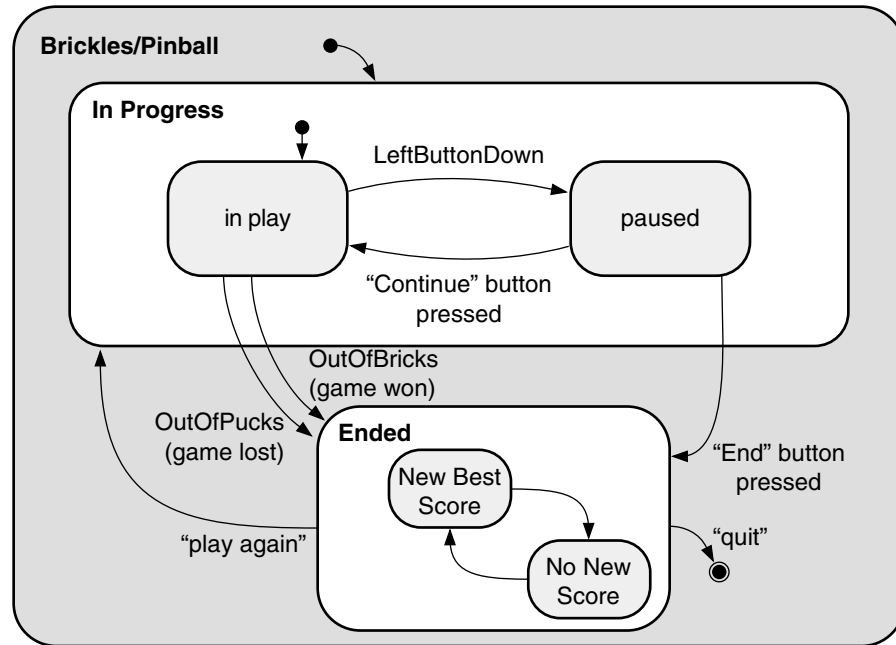 Brickles/Pinball
In Progress
LeftButtonDown
in play
paused
“Continue” button
pressed
OutOfBricks
(game won)
OutOfPucks
(game lost)
Ended
“End” button
pressed
New Best
Score
“play again”
“quit”
No New
Score